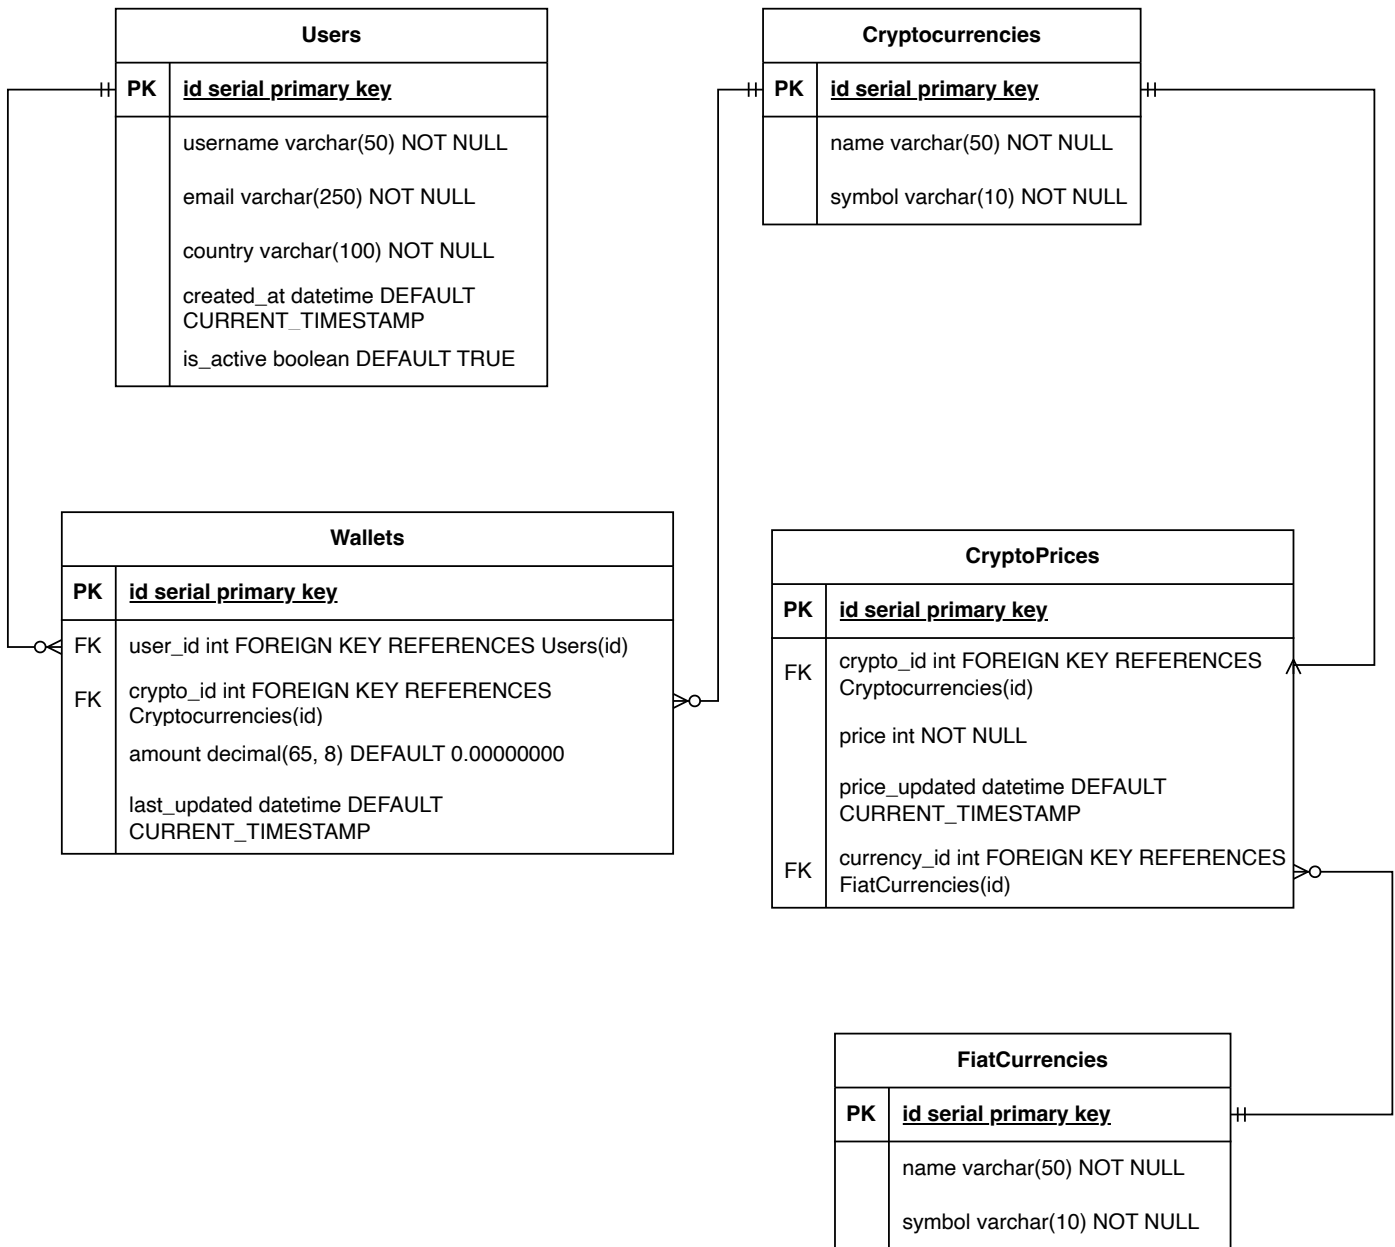 Users
PK id serial primary key
username varchar(50) NOT NULL
email varchar(250) NOT NULL
country varchar(100) NOT NULL
created_at datetime DEFAULT
CURRENT_TIMESTAMP
is_active boolean DEFAULT TRUE
Cryptocurrencies
PK id serial primary key
name varchar(50) NOT NULL
symbol varchar(10) NOT NULL
Wallets
PK id serial primary key
FK user_id int FOREIGN KEY REFERENCES Users(id)
FK crypto_id int FOREIGN KEY REFERENCES
Cryptocurrencies(id)
amount decimal(65, 8) DEFAULT 0.00000000
last_updated datetime DEFAULT
CURRENT_TIMESTAMP
CryptoPrices
PK id serial primary key
FK crypto_id int FOREIGN KEY REFERENCES
Cryptocurrencies(id)
price int NOT NULL
price_updated datetime DEFAULT
CURRENT_TIMESTAMP
FK currency_id int FOREIGN KEY REFERENCES
FiatCurrencies(id)
FiatCurrencies
PK id serial primary key
name varchar(50) NOT NULL
symbol varchar(10) NOT NULL